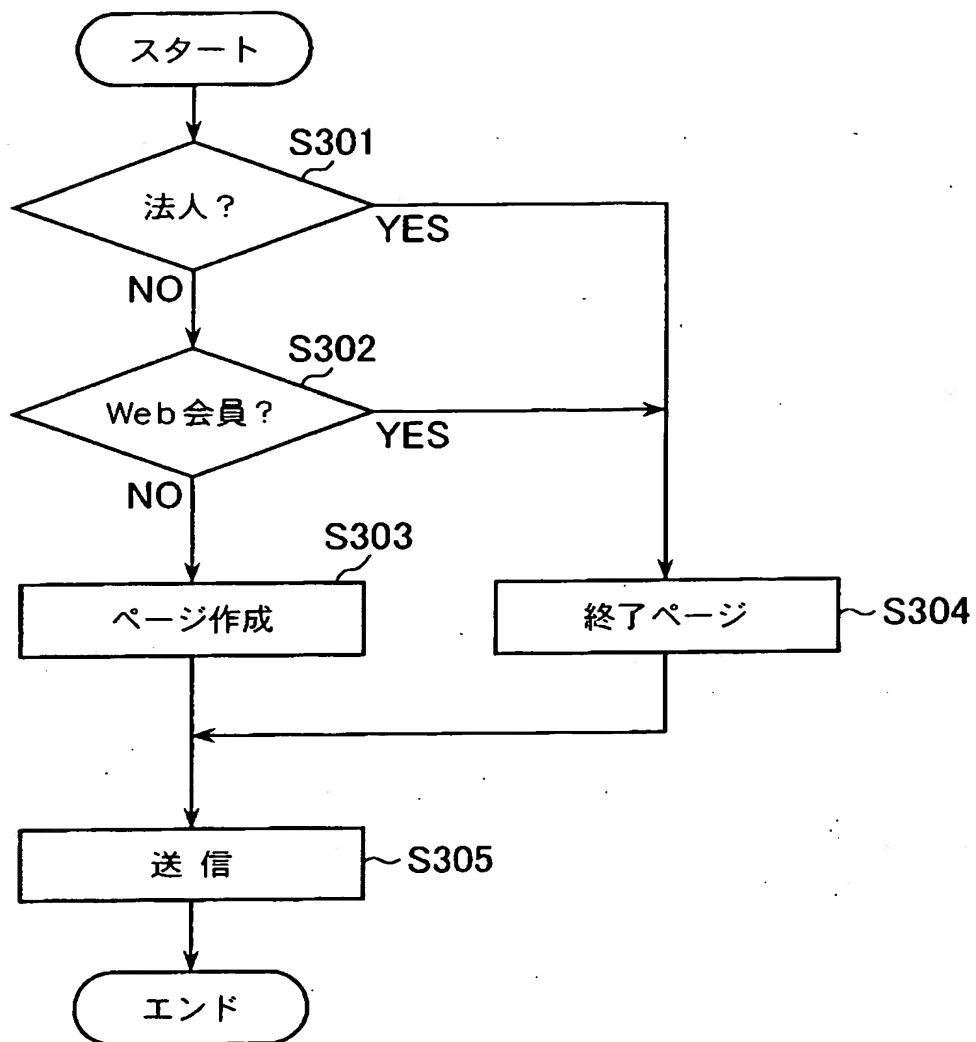 スタート
S301
法人？
YES
NO
S302
Web会員？
YES
NO
S303
ページ作成
終了ページ
S304
送信
S305
エンド